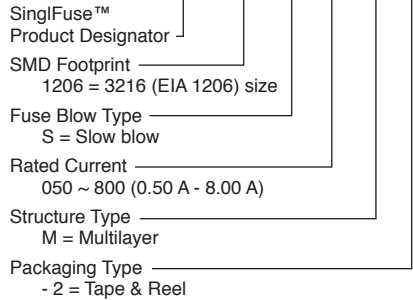 SinglFuse™
Product Designator
SMD Footprint
1206 = 3216 (EIA 1206) size
Fuse Blow Type
S = Slow blow
Rated Current
050 ~ 800 (0.50 A - 8.00 A)
Structure Type
M = Multilayer
Packaging Type
- 2 = Tape & Reel